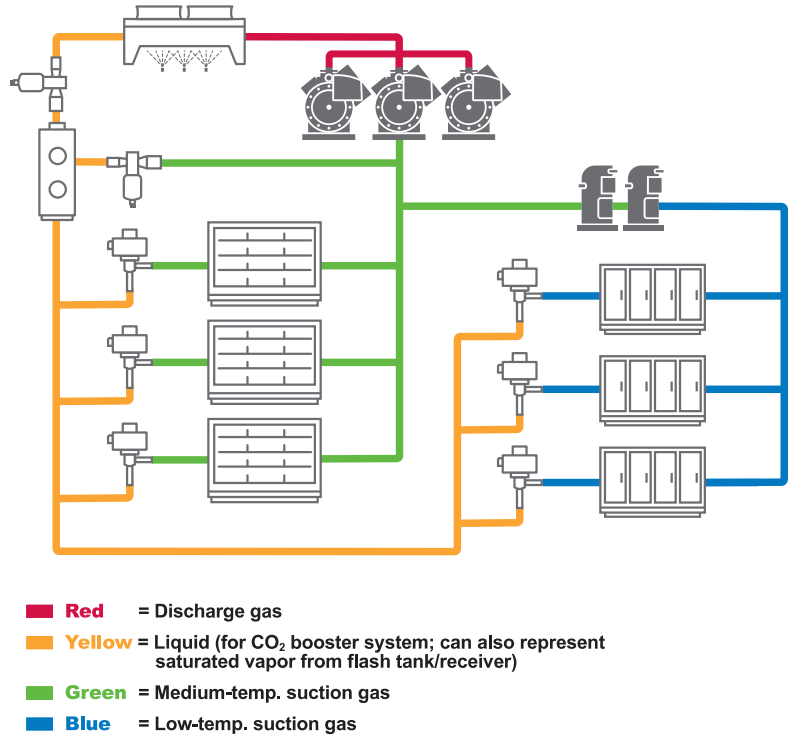 Red = Discharge gas
Yellow = Liquid (for CO₂ booster system; can also represent
saturated vapor from flash tank/receiver)
Green = Medium-temp. suction gas
Blue = Low-temp. suction gas